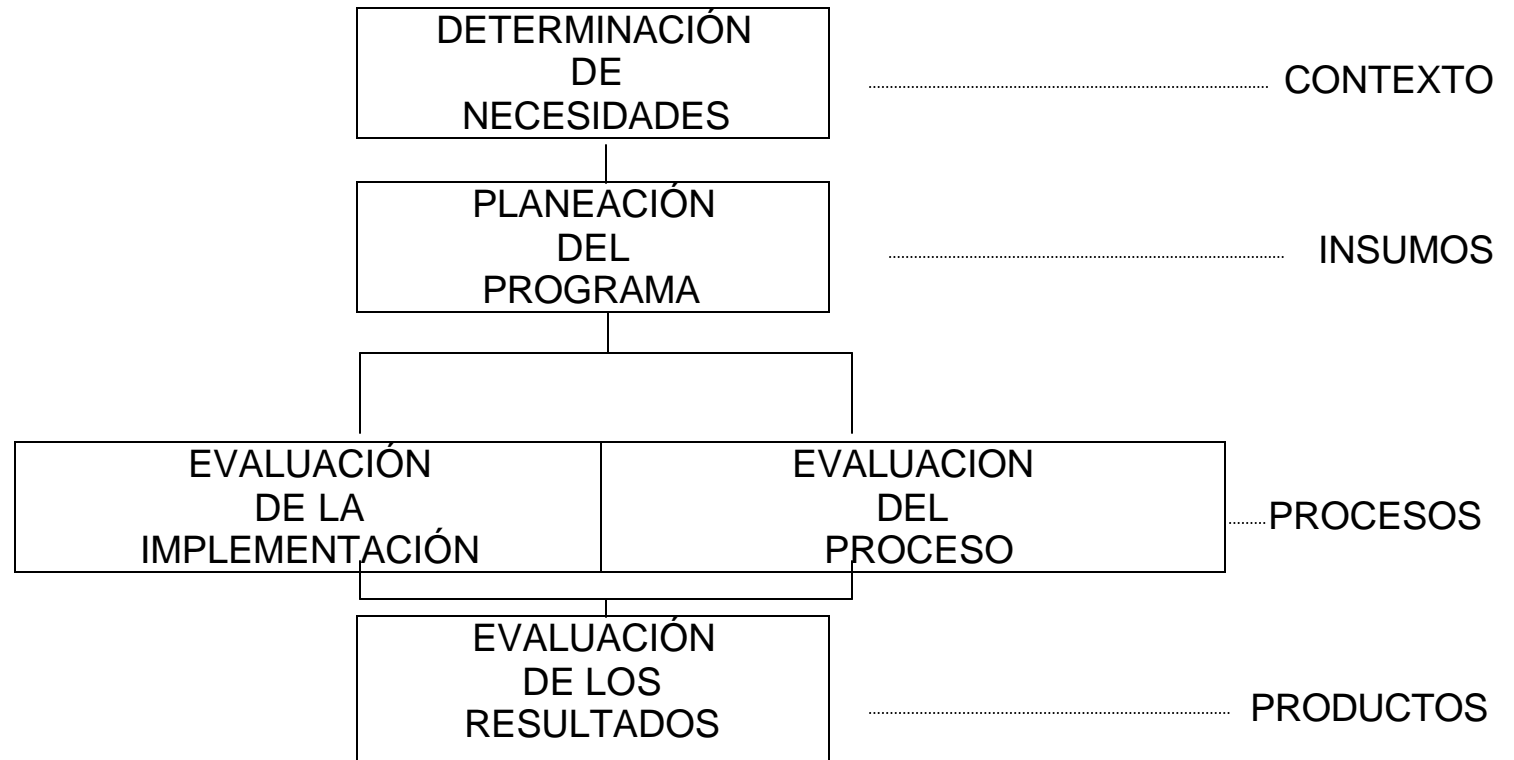 DETERMINACIÓN
DE
NECESIDADES
CONTEXTO
PLANEACIÓN
DEL
PROGRAMA
INSUMOS
EVALUACIÓN
DE LA
IMPLEMENTACIÓN
EVALUACION
DEL
PROCESO
PROCESOS
EVALUACIÓN
DE LOS
RESULTADOS
PRODUCTOS